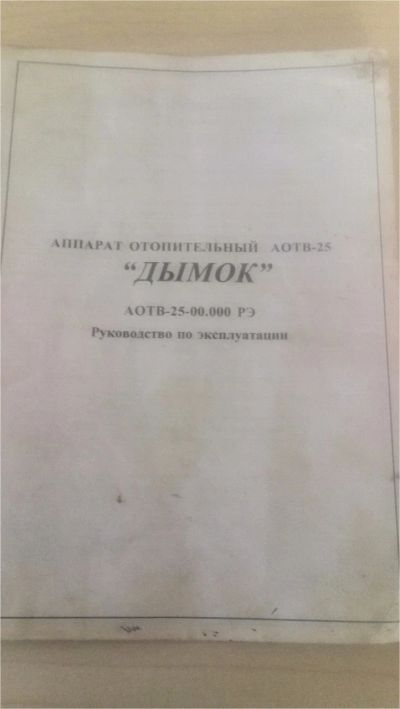 АППАРАТ ОТОПИТЕЛЬНЫЙ АОТВ-25
“ДЫМОК”
АОТВ-25-00.000 РЭ
Руководство по эксплуатации